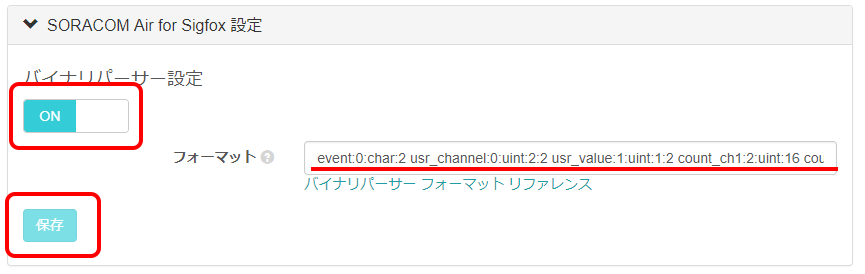 SORACOM Air for Sigfox 設定
バイナリパーサー設定
ON
フォーマット ?
event:0:char:2 usr_channel:0:uint:2:2 usr_value:1:uint:1:2 count_ch1:2:uint:16 cou
バイナリパーサー フォーマット リファレンス
保存